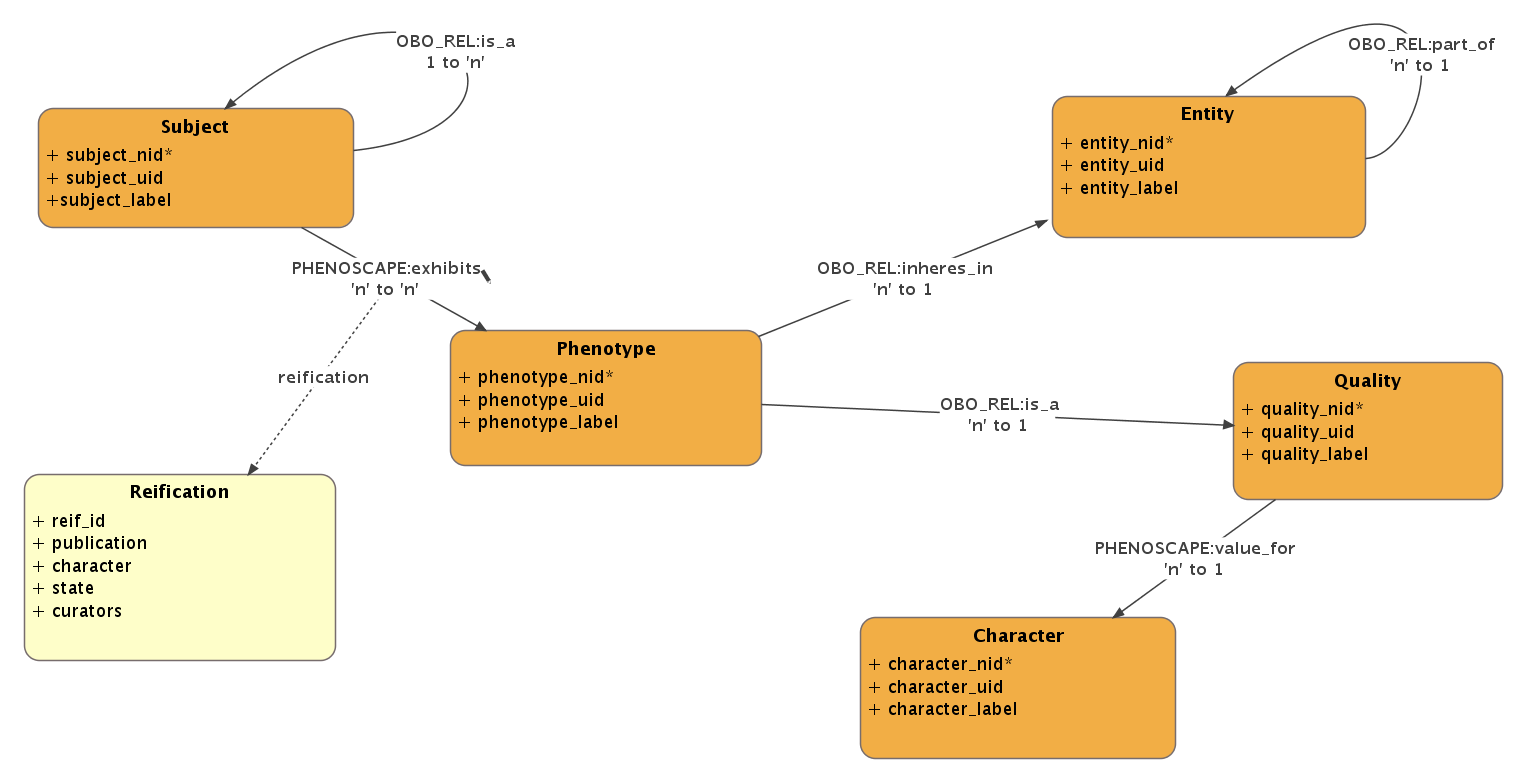 OBO_REL:is_a
1 to 'n'
Subject
+ subject_nid*
+ subject_uid
+subject_label
OBO_REL:part_of
'n' to 1
Entity
+ entity_nid*
+ entity_uid
+ entity_label
PHENOSCAPE:exhibits
'n' to 'n'
OBO_REL:inheres_in
'n' to 1
reification
Phenotype
+ phenotype_nid*
+ phenotype_uid
+ phenotype_label
OBO_REL:is_a
'n' to 1
Quality
+ quality_nid*
+ quality_uid
+ quality_label
Reification
+ reif_id
+ publication
+ character
+ state
+ curators
PHENOSCAPE:value_for
'n' to 1
Character
+ character_nid*
+ character_uid
+ character_label